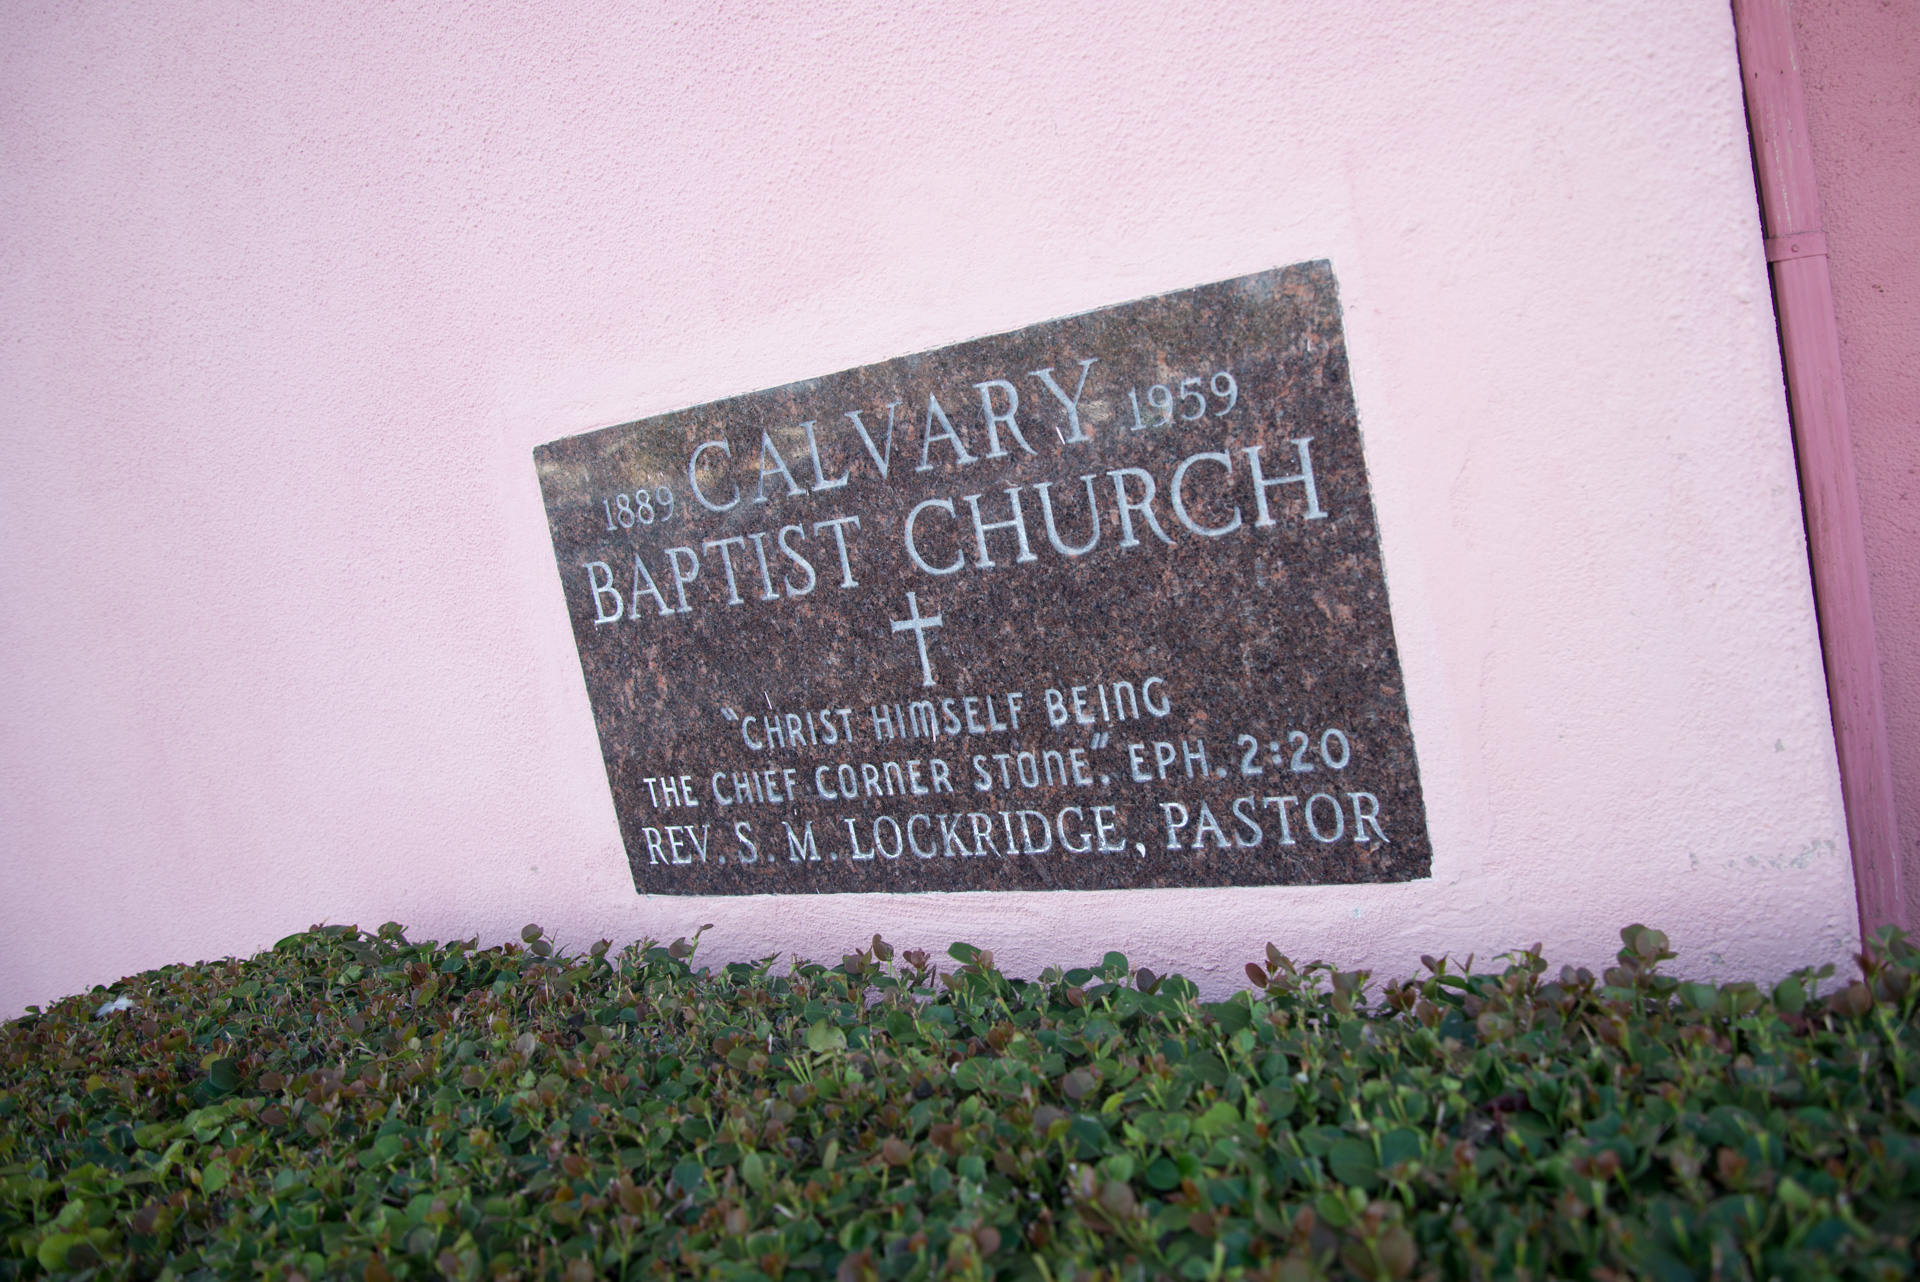 1889 CALVARY 1959
BAPTIST CHURCH
"CHRIST HIMSELF BEING
THE CHIEF CORNER STONE". EPH. 2:20
REV. S. M. LOCKRIDGE, PASTOR